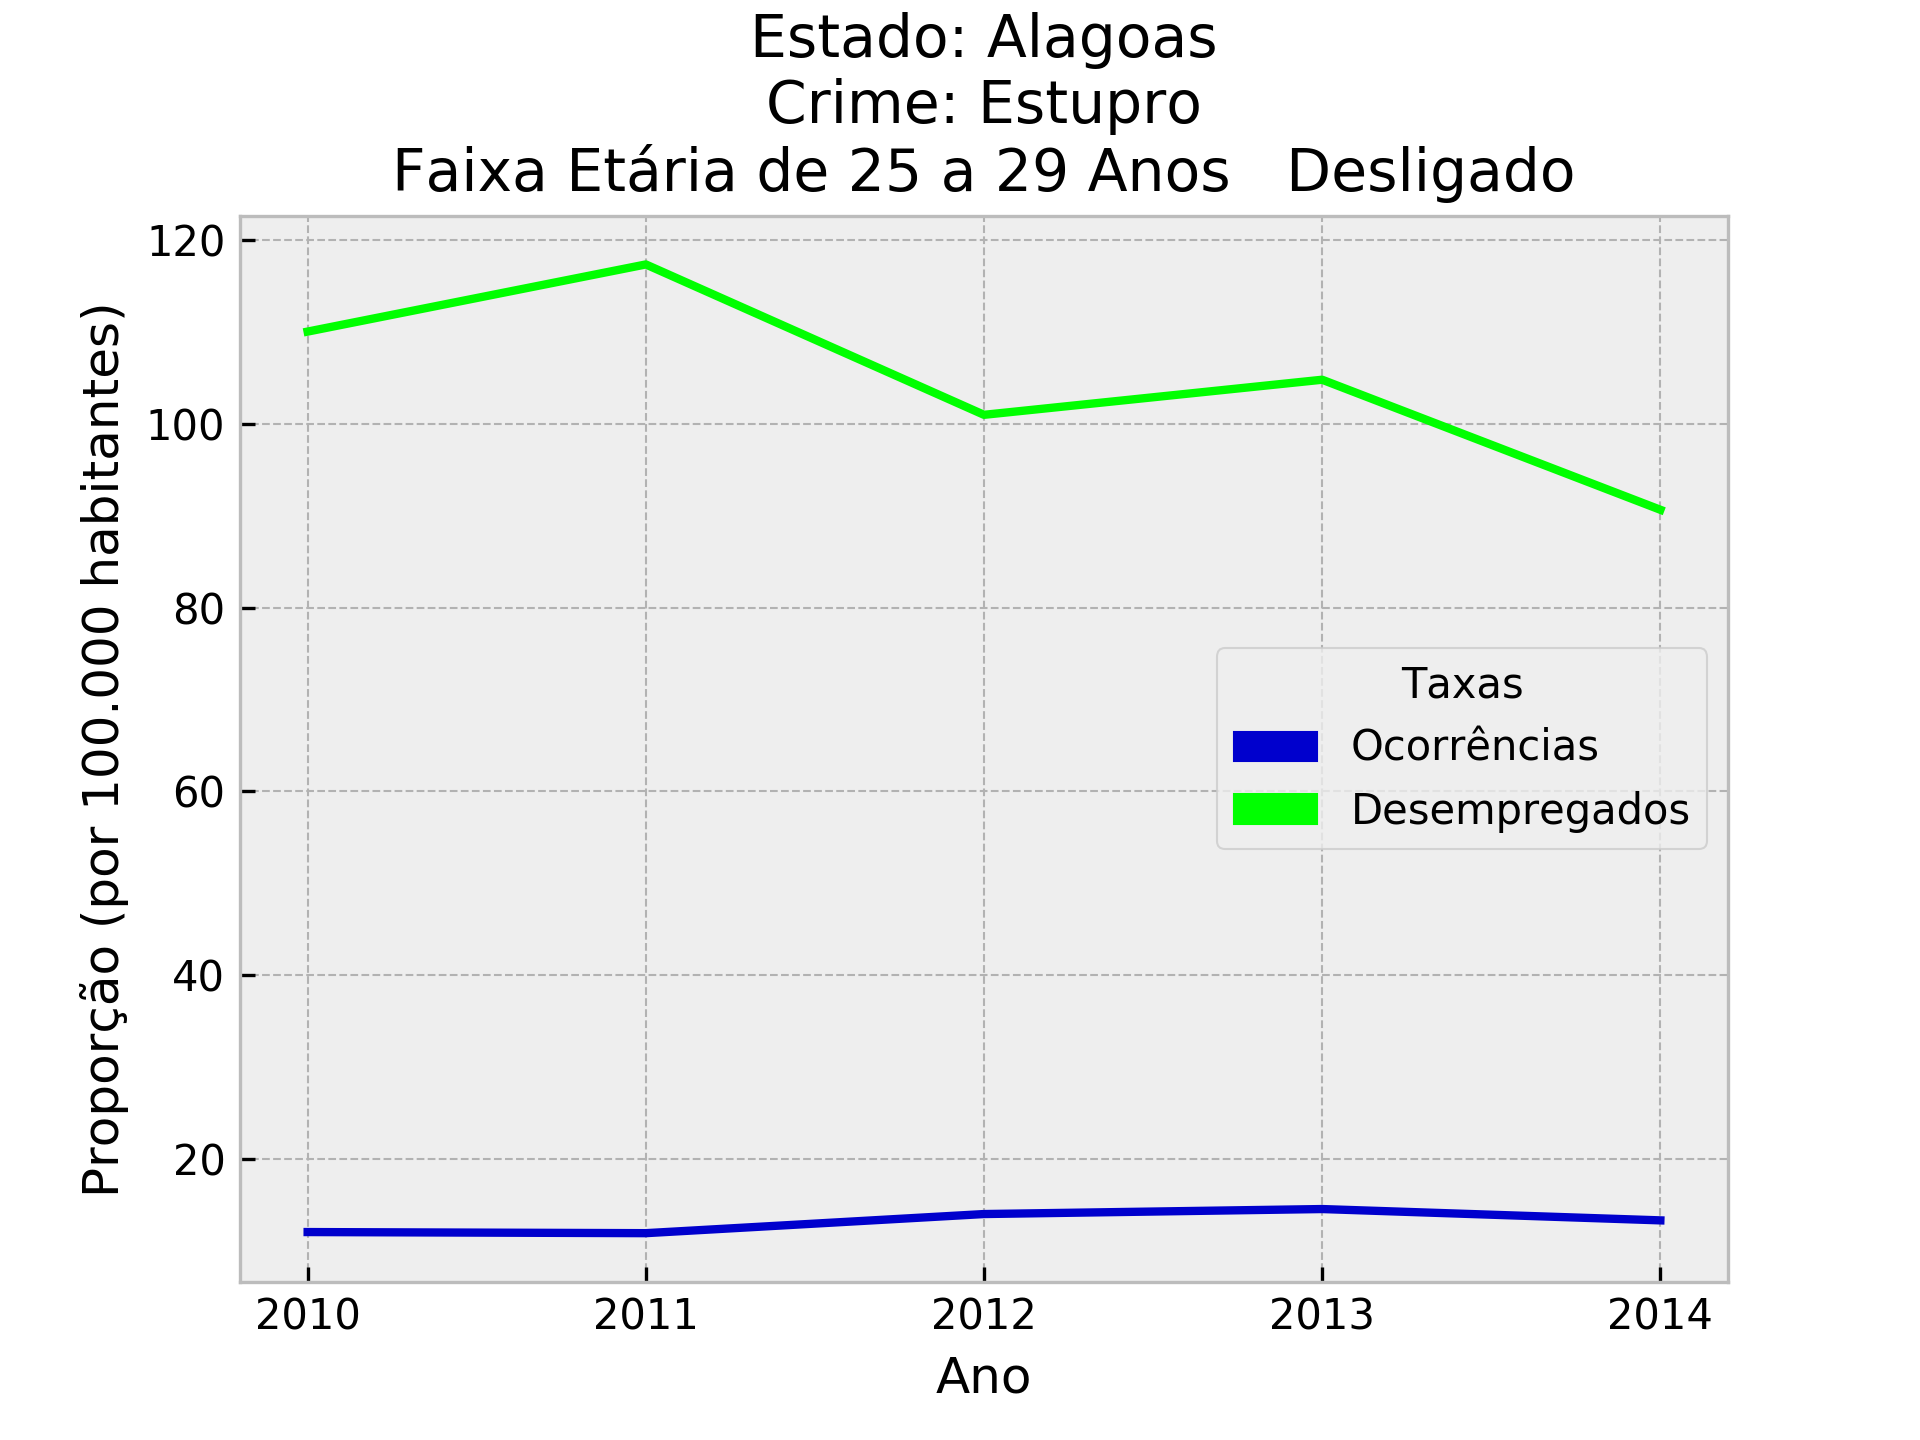 Estado: Alagoas
Crime: Estupro
Faixa Etária de 25 a 29 Anos   Desligado
120
100
80
60
40
20
Proporção (por 100.000 habitantes)
Taxas
Ocorrências
Desempregados
2010 2011 2012 2013 2014
Ano